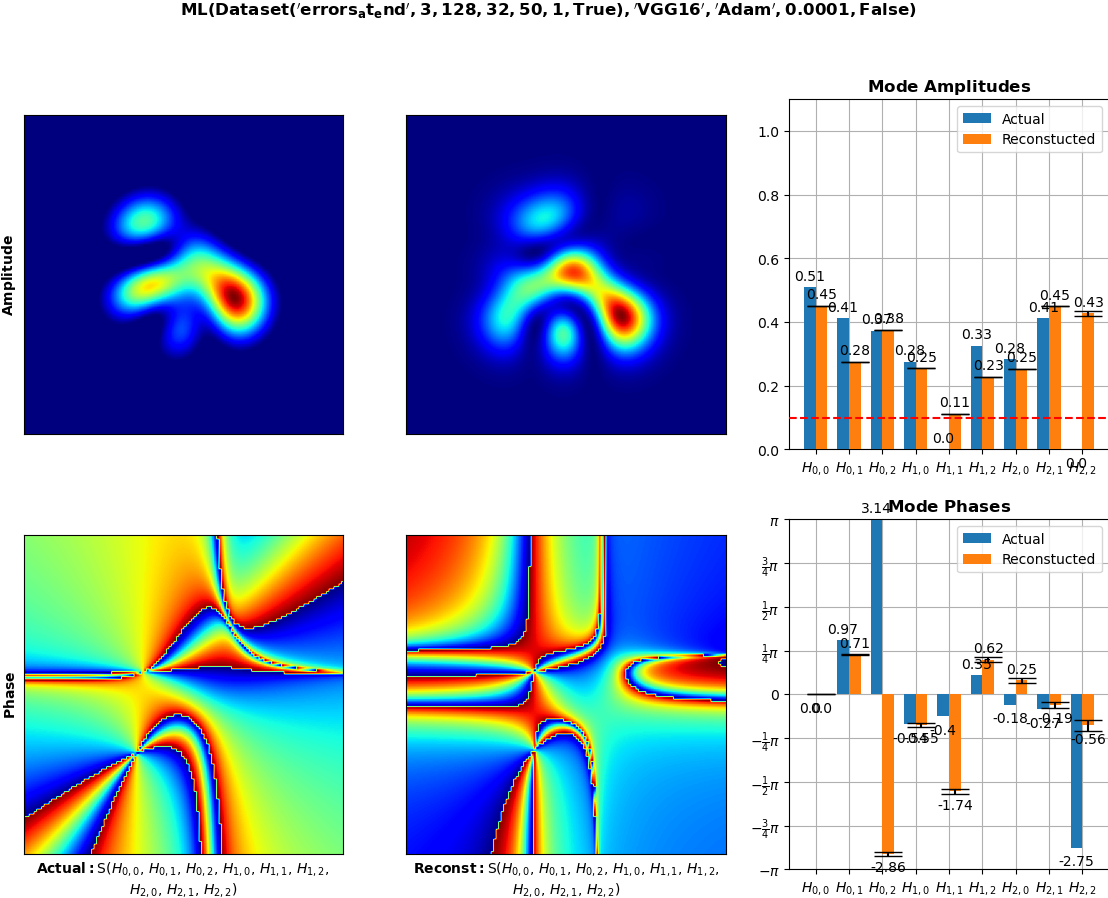 ML(Dataset('errors_at_end', 3, 128, 32, 50, 1, True), 'VGG16', 'Adam', 0.0001, False)
Amplitude
Mode Amplitudes
Actual
Reconstucted
1.0
0.8
0.6
0.4
0.2
0.0
0.51
0.45
0.41
0.28
0.37
0.38
0.28
0.25
0.0
0.11
0.33
0.23
0.28
0.25
0.41
0.45
0.0
0.43
H0,0 H0,1 H0,2 H1,0 H1,1 H1,2 H2,0 H2,1 H2,2
Phase
Actual: S(H0,0, H0,1, H0,2, H1,0, H1,1, H1,2,
H2,0, H2,1, H2,2)
Reconst: S(H0,0, H0,1, H0,2, H1,0, H1,1, H1,2,
H2,0, H2,1, H2,2)
Mode Phases
Actual
Reconstucted
π
3/4π
1/2π
1/4π
0
−1/4π
−1/2π
−3/4π
−π
0.0
0.0
0.97
0.71
3.14
-2.86
-0.54
-0.55
-0.4
-1.74
0.35
0.62
-0.18
0.25
-0.27
-0.19
-2.75
-0.56
H0,0 H0,1 H0,2 H1,0 H1,1 H1,2 H2,0 H2,1 H2,2